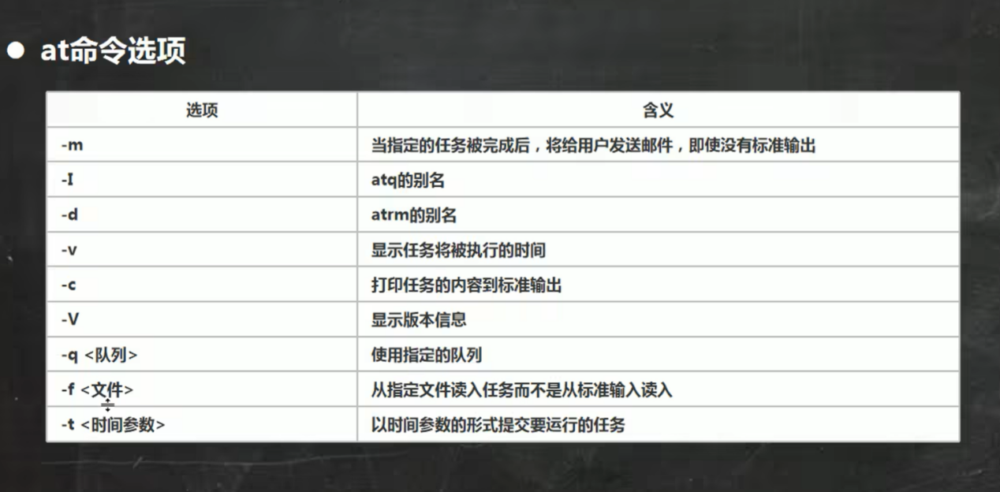 ● at命令选项
选项 含义
-m 当指定的任务被完成后，将给用户发送邮件，即使没有标准输出
-I atq的别名
-d atrm的别名
-v 显示任务将被执行的时间
-c 打印任务的内容到标准输出
-V 显示版本信息
-q <队列> 使用指定的队列
-f <文件> 从指定文件读入任务而不是从标准输入读入
-t <时间参数> 以时间参数的形式提交要运行的任务